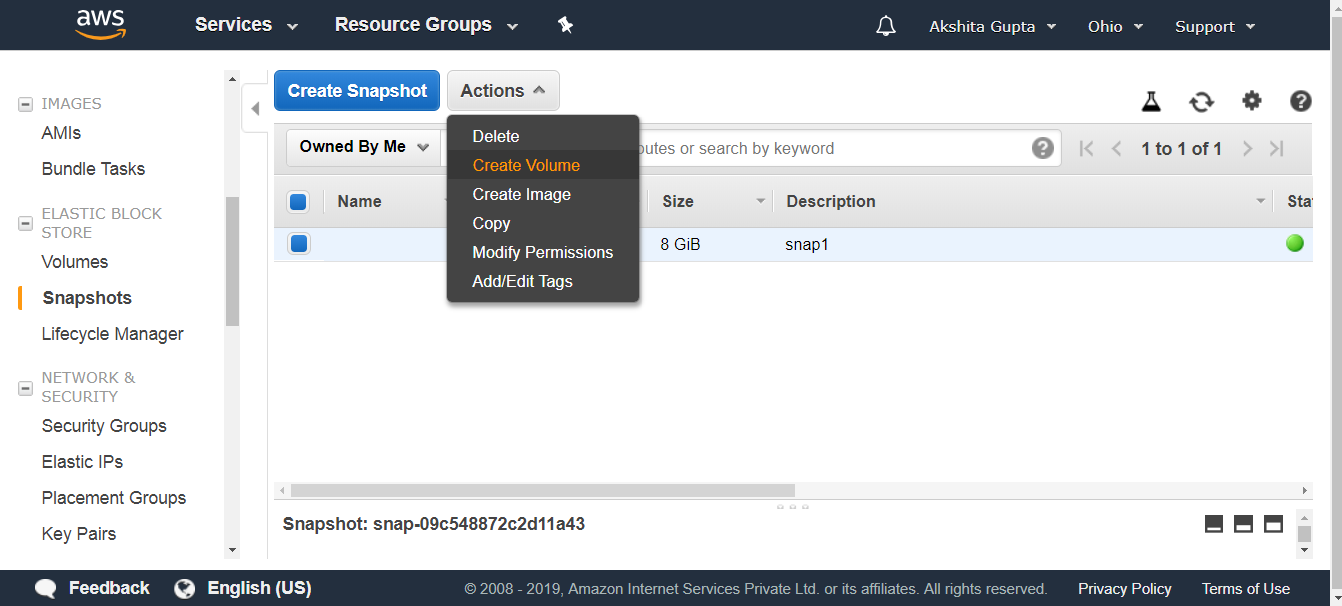 aws
Services
Resource Groups
Akshita Gupta
Ohio
Support
IMAGES
AMIs
Bundle Tasks
ELASTIC BLOCK
STORE
Volumes
Snapshots
Lifecycle Manager
NETWORK &
SECURITY
Security Groups
Elastic IPs
Placement Groups
Key Pairs
Create Snapshot
Actions
Delete
Create Volume
Create Image
Copy
Modify Permissions
Add/Edit Tags
Owned By Me
or search by keyword
1 to 1 of 1
Name
Size
Description
8 GiB
snap1
Snapshot: snap-09c548872c2d11a43
Feedback
English (US)
© 2008 - 2019, Amazon Internet Services Private Ltd. or its affiliates. All rights reserved.
Privacy Policy
Terms of Use